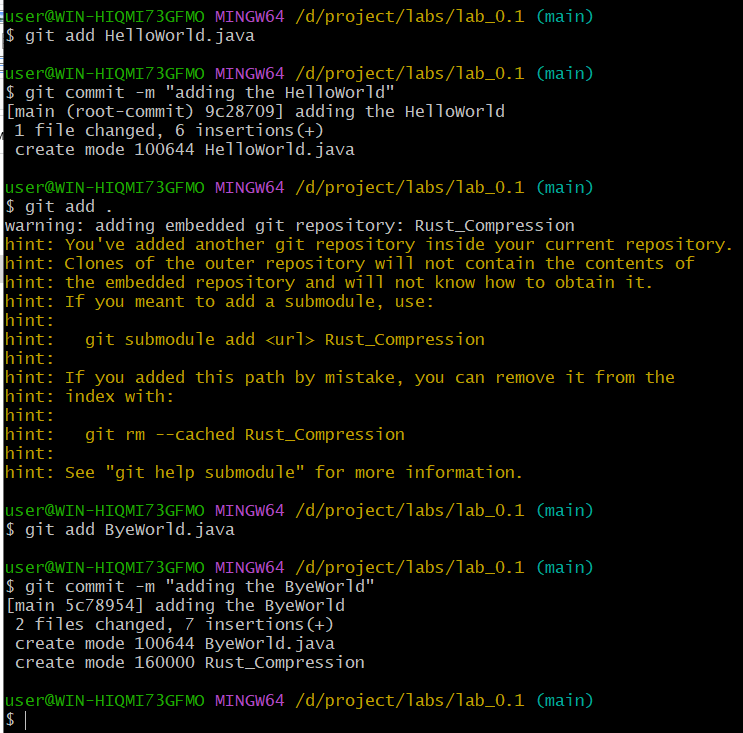 user@WIN-HIQMI73GFMO MINGW64 /d/project/labs/lab_0.1 (main)
$ git add HelloWorld.java
user@WIN-HIQMI73GFMO MINGW64 /d/project/labs/lab_0.1 (main)
$ git commit -m "adding the HelloWorld"
[main (root-commit) 9c28709] adding the HelloWorld
1 file changed, 6 insertions(+)
create mode 100644 HelloWorld.java
user@WIN-HIQMI73GFMO MINGW64 /d/project/labs/lab_0.1 (main)
$ git add .
warning: adding embedded git repository: Rust_Compression
hint: You've added another git repository inside your current repository.
hint: Clones of the outer repository will not contain the contents of
hint: the embedded repository and will not know how to obtain it.
hint: If you meant to add a submodule, use:
hint:
hint:   git submodule add <url> Rust_Compression
hint:
hint: If you added this path by mistake, you can remove it from the
hint: index with:
hint:
hint:   git rm --cached Rust_Compression
hint:
hint: See "git help submodule" for more information.
user@WIN-HIQMI73GFMO MINGW64 /d/project/labs/lab_0.1 (main)
$ git add ByeWorld.java
user@WIN-HIQMI73GFMO MINGW64 /d/project/labs/lab_0.1 (main)
$ git commit -m "adding the ByeWorld"
[main 5c78954] adding the ByeWorld
2 files changed, 7 insertions(+)
create mode 100644 ByeWorld.java
create mode 160000 Rust_Compression
user@WIN-HIQMI73GFMO MINGW64 /d/project/labs/lab_0.1 (main)
$